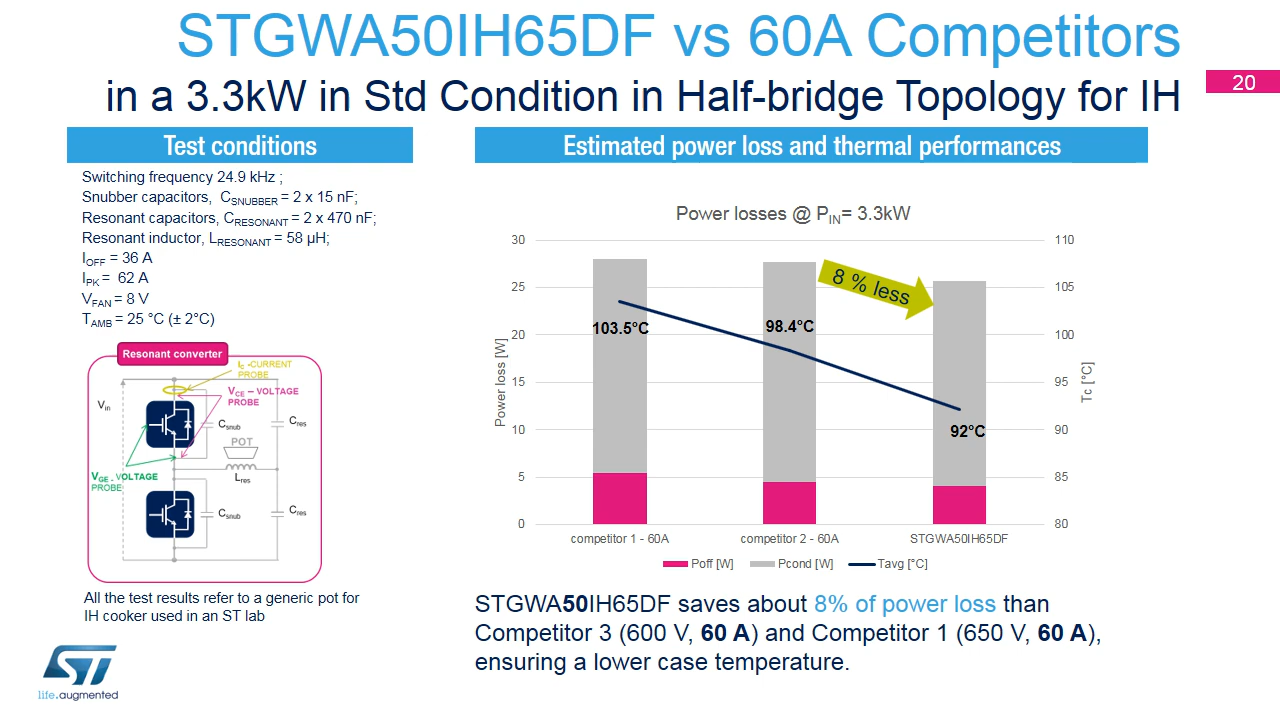 STGWA50IH65DF vs 60A Competitors
in a 3.3kW in Std Condition in Half-bridge Topology for IH
20
Test conditions
Switching frequency 24.9 kHz ;
Snubber capacitors, CSNUBBER = 2 x 15 nF;
Resonant capacitors, CRESONANT = 2 x 470 nF;
Resonant inductor, LRESONANT = 58 µH;
IOFF = 36 A
IPK = 62 A
VFAN = 8 V
TAMB = 25 °C (± 2°C)
Resonant converter
IC -CURRENT
PROBE
VCE – VOLTAGE
PROBE
Vin
Csnub
Cres
POT
VGE - VOLTAGE
PROBE
Lres
Csnub
Cres
All the test results refer to a generic pot for
IH cooker used in an ST lab
ST
life.augmented
Estimated power loss and thermal performances
Power losses @ PIN= 3.3kW
30
25
20
15
10
5
0
Power loss [W]
110
105
100
95
90
85
80
Tc [°C]
8 % less
103.5°C
98.4°C
92°C
competitor 1 - 60A
competitor 2 - 60A
STGWA50IH65DF
Poff [W]
Pcond [W]
Tavg [°C]
STGWA50IH65DF saves about 8% of power loss than
Competitor 3 (600 V, 60 A) and Competitor 1 (650 V, 60 A),
ensuring a lower case temperature.